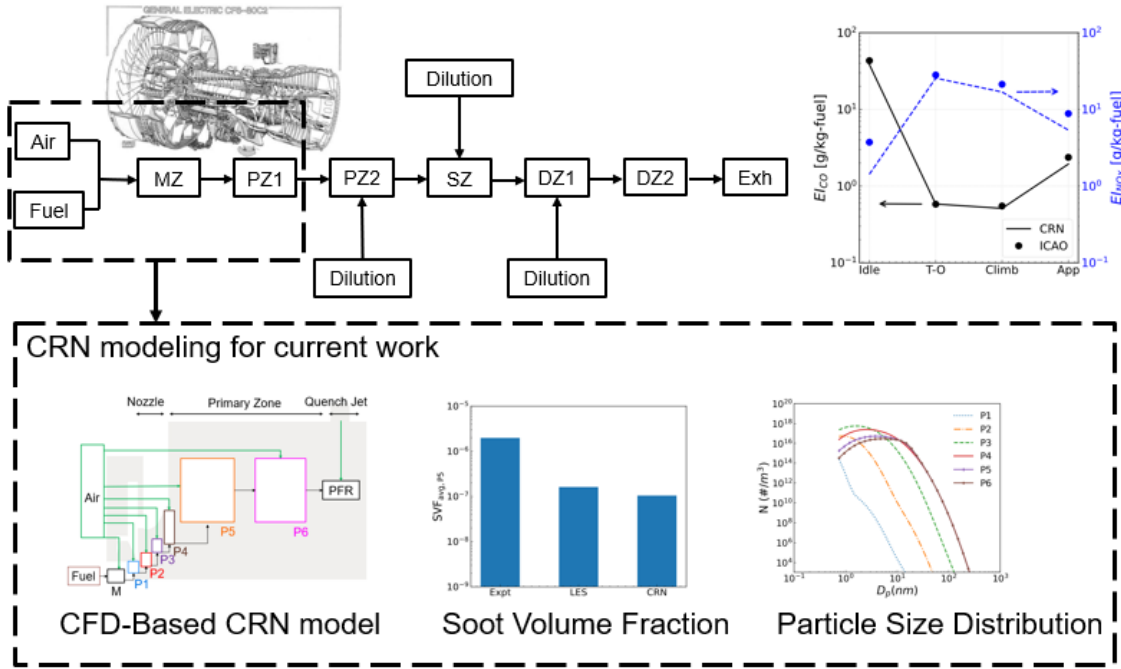 GENERAL ELECTRIC CF6-80C2
Air
Fuel
MZ
PZ1
PZ2
Dilution
Dilution
SZ
DZ1
Dilution
DZ2
Exh
10²
10¹
10⁰
10⁻¹
EI_CO [g/kg-fuel]
Idle
T-O
Climb
App
CRN
ICAO
10²
10¹
10⁰
10⁻¹
EI_NOx [g/kg-fuel]
CRN modeling for current work
Nozzle
Primary Zone
Quench Jet
Air
Fuel
M
P1
P2
P3
P4
P5
P6
PFR
CFD-Based CRN model
10⁻⁵
10⁻⁶
10⁻⁷
10⁻⁸
10⁻⁹
SVF_avg, P5
Expt
LES
CRN
Soot Volume Fraction
10²⁰
10¹⁸
10¹⁶
10¹⁴
10¹²
10¹⁰
10⁸
10⁶
10⁴
N (#/m³)
10⁻¹
10⁰
10¹
10²
10³
D_p(nm)
P1
P2
P3
P4
P5
P6
Particle Size Distribution